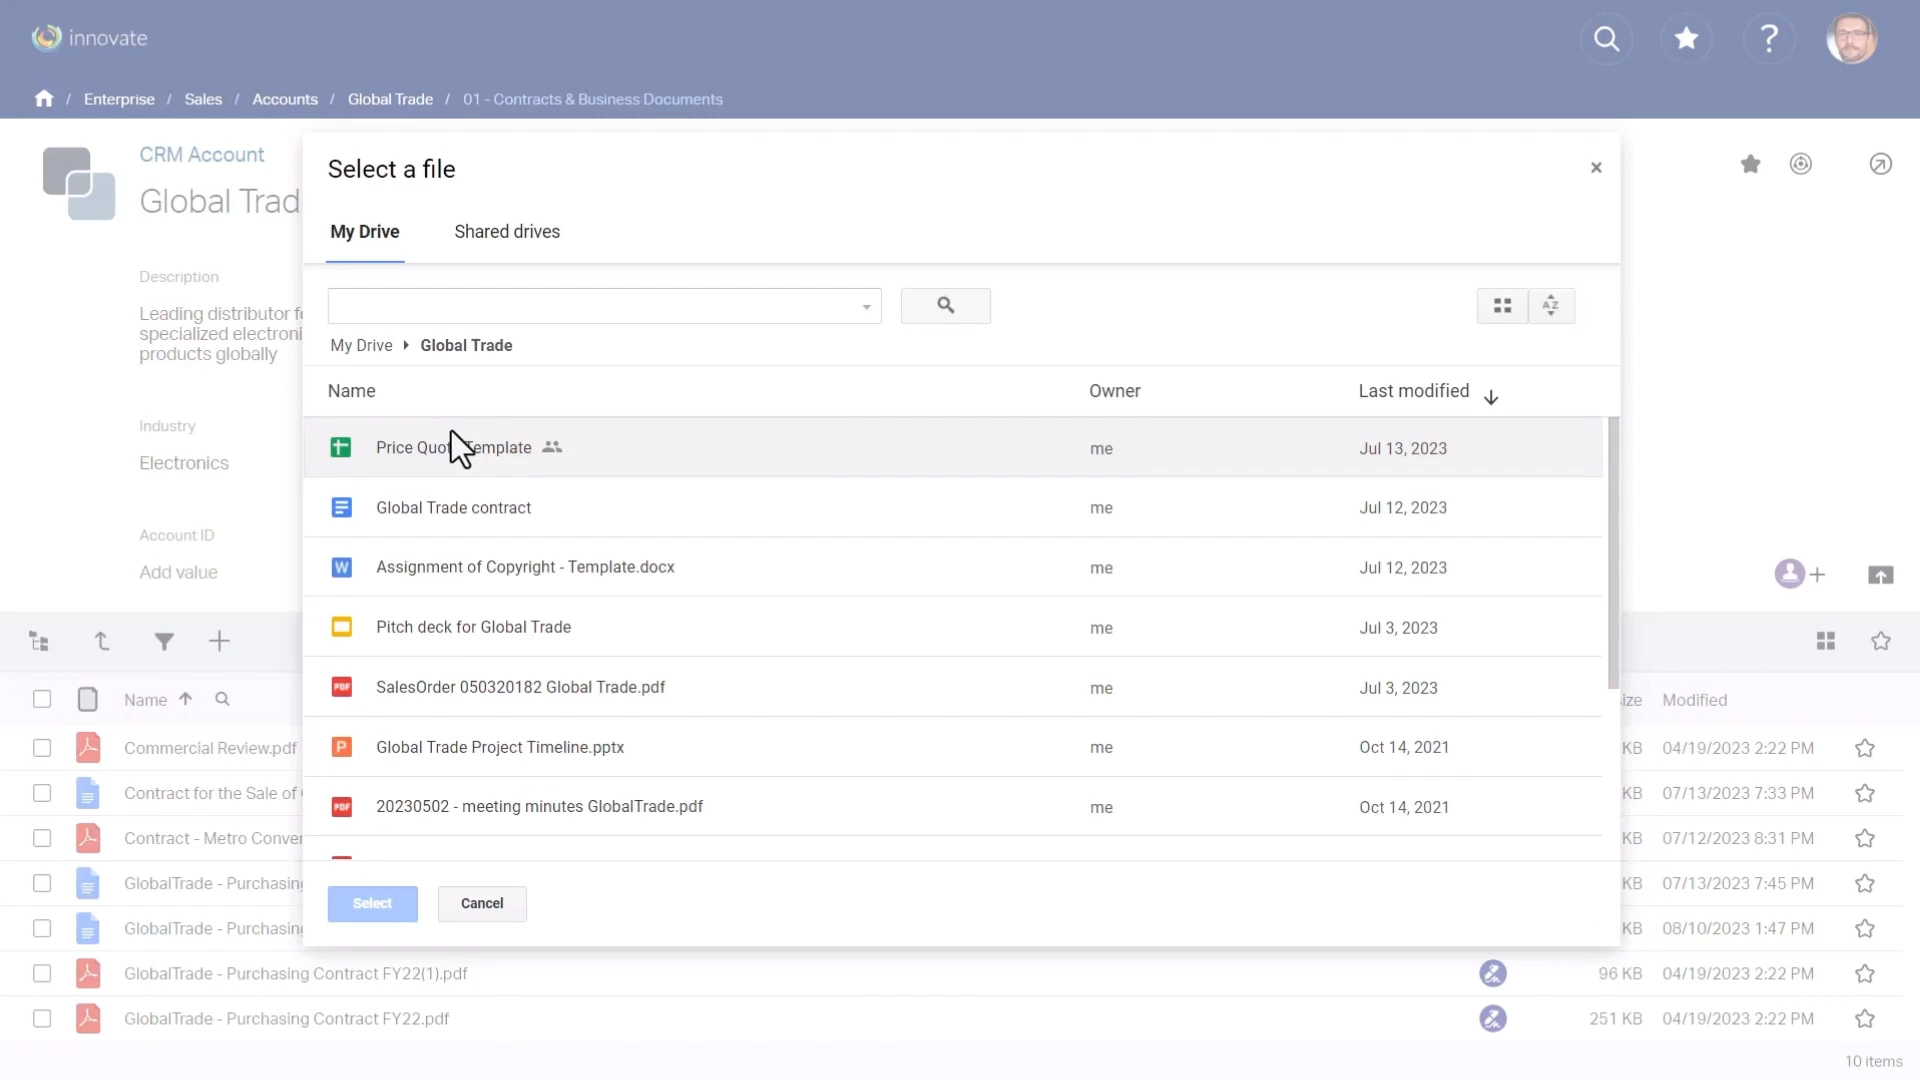 innovate
/ Enterprise / Sales / Accounts / Global Trade / 01 - Contracts & Business Documents
CRM Account
Global Trad
Description
Leading distributor f
specialized electroni
products globally
Industry
Electronics
Account ID
Add value
Select a file
×
My Drive Shared drives
My Drive Global Trade
Name Owner Last modified
Price Quot Template me Jul 13, 2023
Global Trade contract me Jul 12, 2023
W Assignment of Copyright - Template.docx me Jul 12, 2023
Pitch deck for Global Trade me Jul 3, 2023
PDF SalesOrder 050320182 Global Trade.pdf me Jul 3, 2023
P Global Trade Project Timeline.pptx me Oct 14, 2021
PDF 20230502 - meeting minutes GlobalTrade.pdf me Oct 14, 2021
Select Cancel
Name ize Modified
Commercial Review.pdf KB 04/19/2023 2:22 PM
Contract for the Sale of KB 07/13/2023 7:33 PM
Contract - Metro Conver KB 07/12/2023 8:31 PM
GlobalTrade - Purchasing KB 07/13/2023 7:45 PM
GlobalTrade - Purchasing KB 08/10/2023 1:47 PM
GlobalTrade - Purchasing Contract FY22(1).pdf 96 KB 04/19/2023 2:22 PM
GlobalTrade - Purchasing Contract FY22.pdf 251 KB 04/19/2023 2:22 PM
10 items